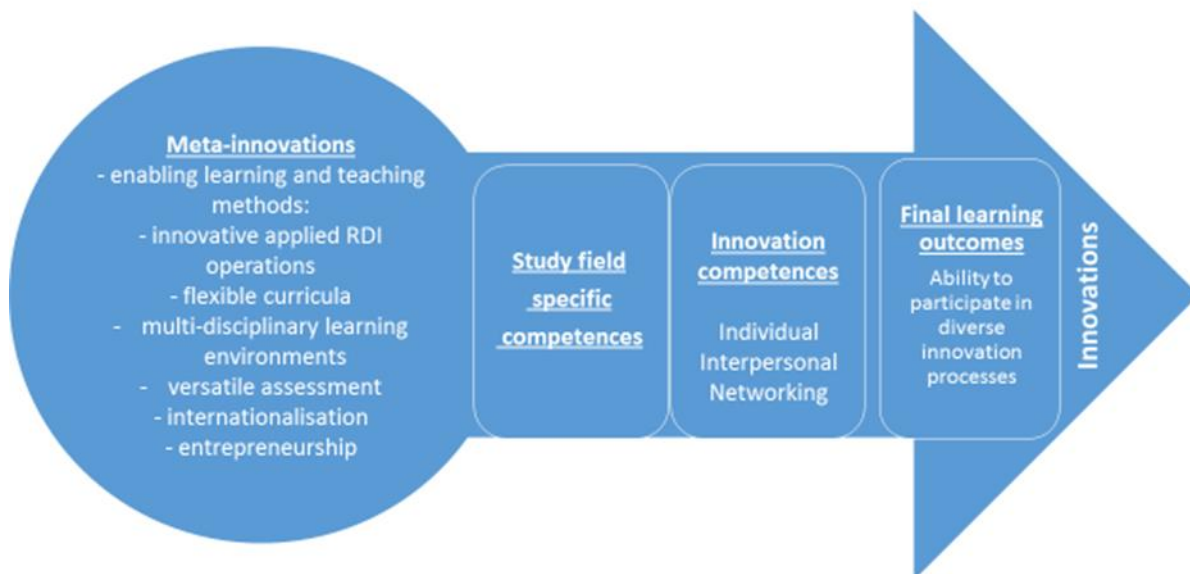 Meta-innovations
- enabling learning and teaching
methods:
- innovative applied RDI
operations
- flexible curricula
- multi-disciplinary learning
environments
- versatile assessment
- internationalisation
- entrepreneurship
Study field
specific
competences
Innovation
competences
Individual
Interpersonal
Networking
Final learning
outcomes
Ability to
participate in
diverse
innovation
processes
Innovations